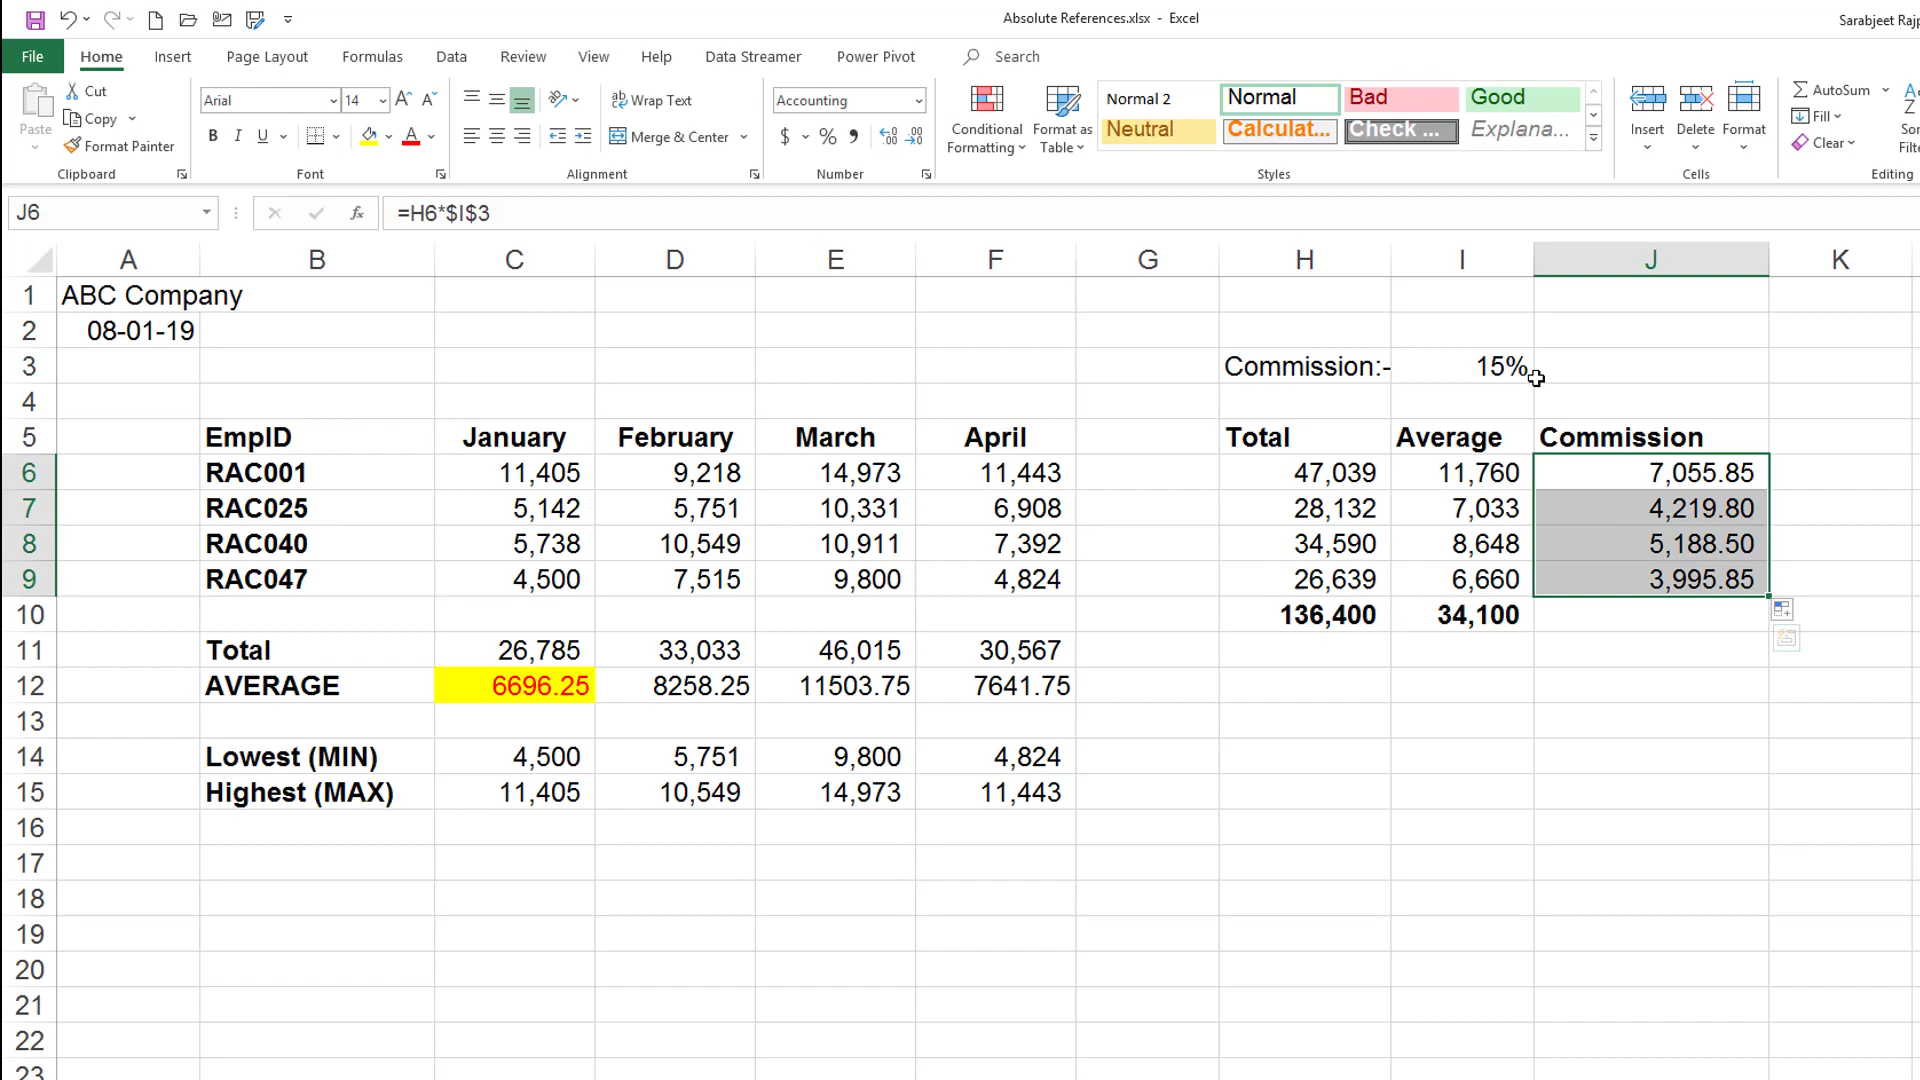 Absolute References.xlsx - Excel
Sarabjeet Rajp
File Home Insert Page Layout Formulas Data Review View Help Data Streamer Power Pivot Search
Paste
Cut
Copy
Format Painter
Clipboard
Arial 14
B I U
Font
Wrap Text
Merge & Center
Alignment
Accounting
$ % ,
Number
Conditional Formatting
Format as Table
Normal 2 Normal Bad Good
Neutral Calculat... Check ... Explana...
Styles
Insert Delete Format
Cells
AutoSum
Fill
Clear
Editing
J6 fx =H6*$I$3
A B C D E F G H I J K
1 ABC Company
2 08-01-19
3 Commission:- 15%
4
5 EmpID January February March April Total Average Commission
6 RAC001 11,405 9,218 14,973 11,443 47,039 11,760 7,055.85
7 RAC025 5,142 5,751 10,331 6,908 28,132 7,033 4,219.80
8 RAC040 5,738 10,549 10,911 7,392 34,590 8,648 5,188.50
9 RAC047 4,500 7,515 9,800 4,824 26,639 6,660 3,995.85
10 136,400 34,100
11 Total 26,785 33,033 46,015 30,567
12 AVERAGE 6696.25 8258.25 11503.75 7641.75
13
14 Lowest (MIN) 4,500 5,751 9,800 4,824
15 Highest (MAX) 11,405 10,549 14,973 11,443
16
17
18
19
20
21
22
23